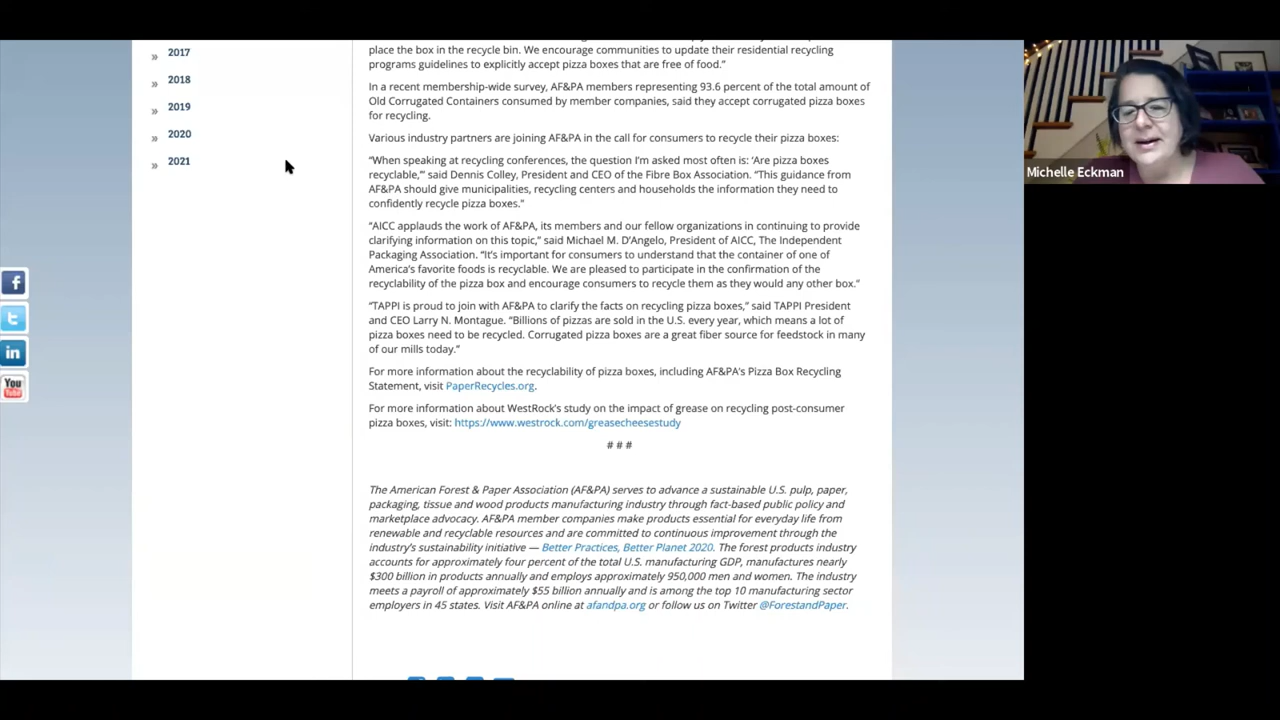 2017
2018
2019
2020
2021
place the box in the recycle bin. We encourage communities to update their residential recycling
programs guidelines to explicitly accept pizza boxes that are free of food.”
In a recent membership-wide survey, AF&PA members representing 93.6 percent of the total amount of
Old Corrugated Containers consumed by member companies, said they accept corrugated pizza boxes
for recycling.
Various industry partners are joining AF&PA in the call for consumers to recycle their pizza boxes:
“When speaking at recycling conferences, the question I’m asked most often is: ‘Are pizza boxes
recyclable,’” said Dennis Colley, President and CEO of the Fibre Box Association. “This guidance from
AF&PA should give municipalities, recycling centers and households the information they need to
confidently recycle pizza boxes.”
“AICC applauds the work of AF&PA, its members and our fellow organizations in continuing to provide
clarifying information on this topic,” said Michael M. D’Angelo, President of AICC, The Independent
Packaging Association. “It’s important for consumers to understand that the container of one of
America’s favorite foods is recyclable. We are pleased to participate in the confirmation of the
recyclability of the pizza box and encourage consumers to recycle them as they would any other box.”
“TAPPI is proud to join with AF&PA to clarify the facts on recycling pizza boxes,” said TAPPI President
and CEO Larry N. Montague. “Billions of pizzas are sold in the U.S. every year, which means a lot of
pizza boxes need to be recycled. Corrugated pizza boxes are a great fiber source for feedstock in many
of our mills today.”
For more information about the recyclability of pizza boxes, including AF&PA’s Pizza Box Recycling
Statement, visit PaperRecycles.org.
For more information about WestRock’s study on the impact of grease on recycling post-consumer
pizza boxes, visit: https://www.westrock.com/greasecheesestudy
# # #
The American Forest & Paper Association (AF&PA) serves to advance a sustainable U.S. pulp, paper,
packaging, tissue and wood products manufacturing industry through fact-based public policy and
marketplace advocacy. AF&PA member companies make products essential for everyday life from
renewable and recyclable resources and are committed to continuous improvement through the
industry’s sustainability initiative — Better Practices, Better Planet 2020. The forest products industry
accounts for approximately four percent of the total U.S. manufacturing GDP, manufactures nearly
$300 billion in products annually and employs approximately 950,000 men and women. The industry
meets a payroll of approximately $55 billion annually and is among the top 10 manufacturing sector
employers in 45 states. Visit AF&PA online at afandpa.org or follow us on Twitter @ForestandPaper.
f
t
in
You
Tube
Michelle Eckman